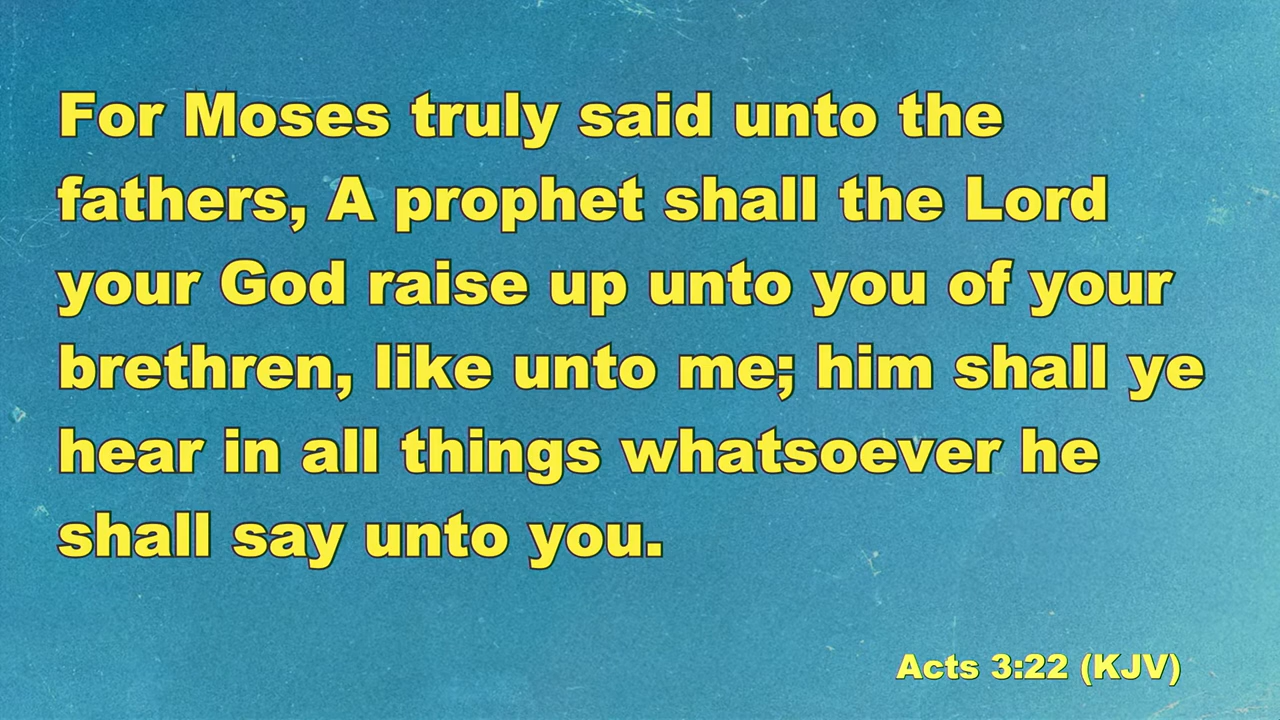 For Moses truly said unto the
fathers, A prophet shall the Lord
your God raise up unto you of your
brethren, like unto me; him shall ye
hear in all things whatsoever he
shall say unto you.
Acts 3:22 (KJV)